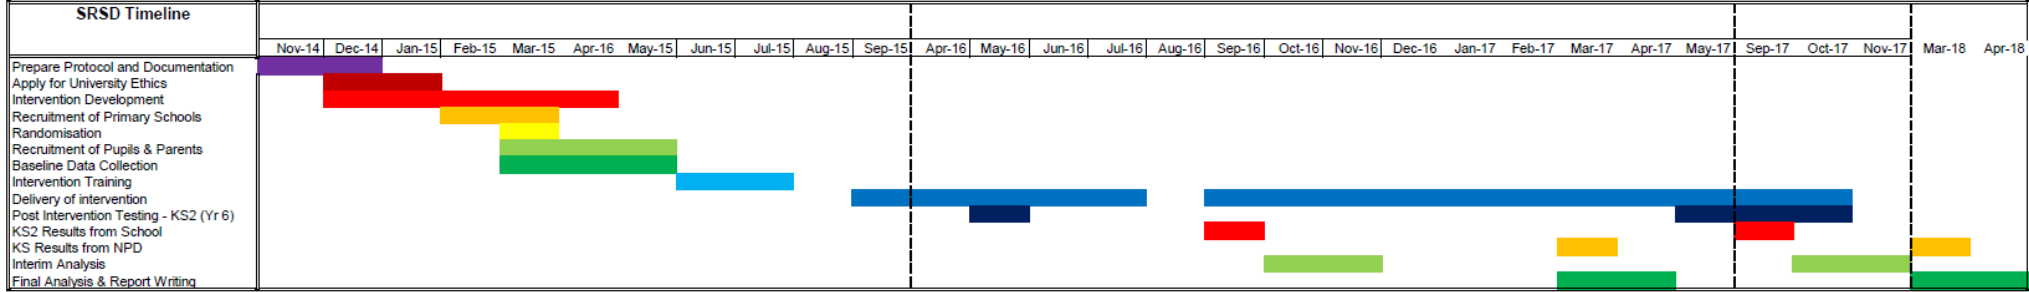 SRSD Timeline
Nov-14 Dec-14 Jan-15 Feb-15 Mar-15 Apr-16 May-15 Jun-15 Jul-15 Aug-15 Sep-15 Apr-16 May-16 Jun-16 Jul-16 Aug-16 Sep-16 Oct-16 Nov-16 Dec-16 Jan-17 Feb-17 Mar-17 Apr-17 May-17 Sep-17 Oct-17 Nov-17 Mar-18 Apr-18
Prepare Protocol and Documentation
Apply for University Ethics
Intervention Development
Recruitment of Primary Schools
Randomisation
Recruitment of Pupils & Parents
Baseline Data Collection
Intervention Training
Delivery of intervention
Post Intervention Testing - KS2 (Yr 6)
KS2 Results from School
KS Results from NPD
Interim Analysis
Final Analysis & Report Writing